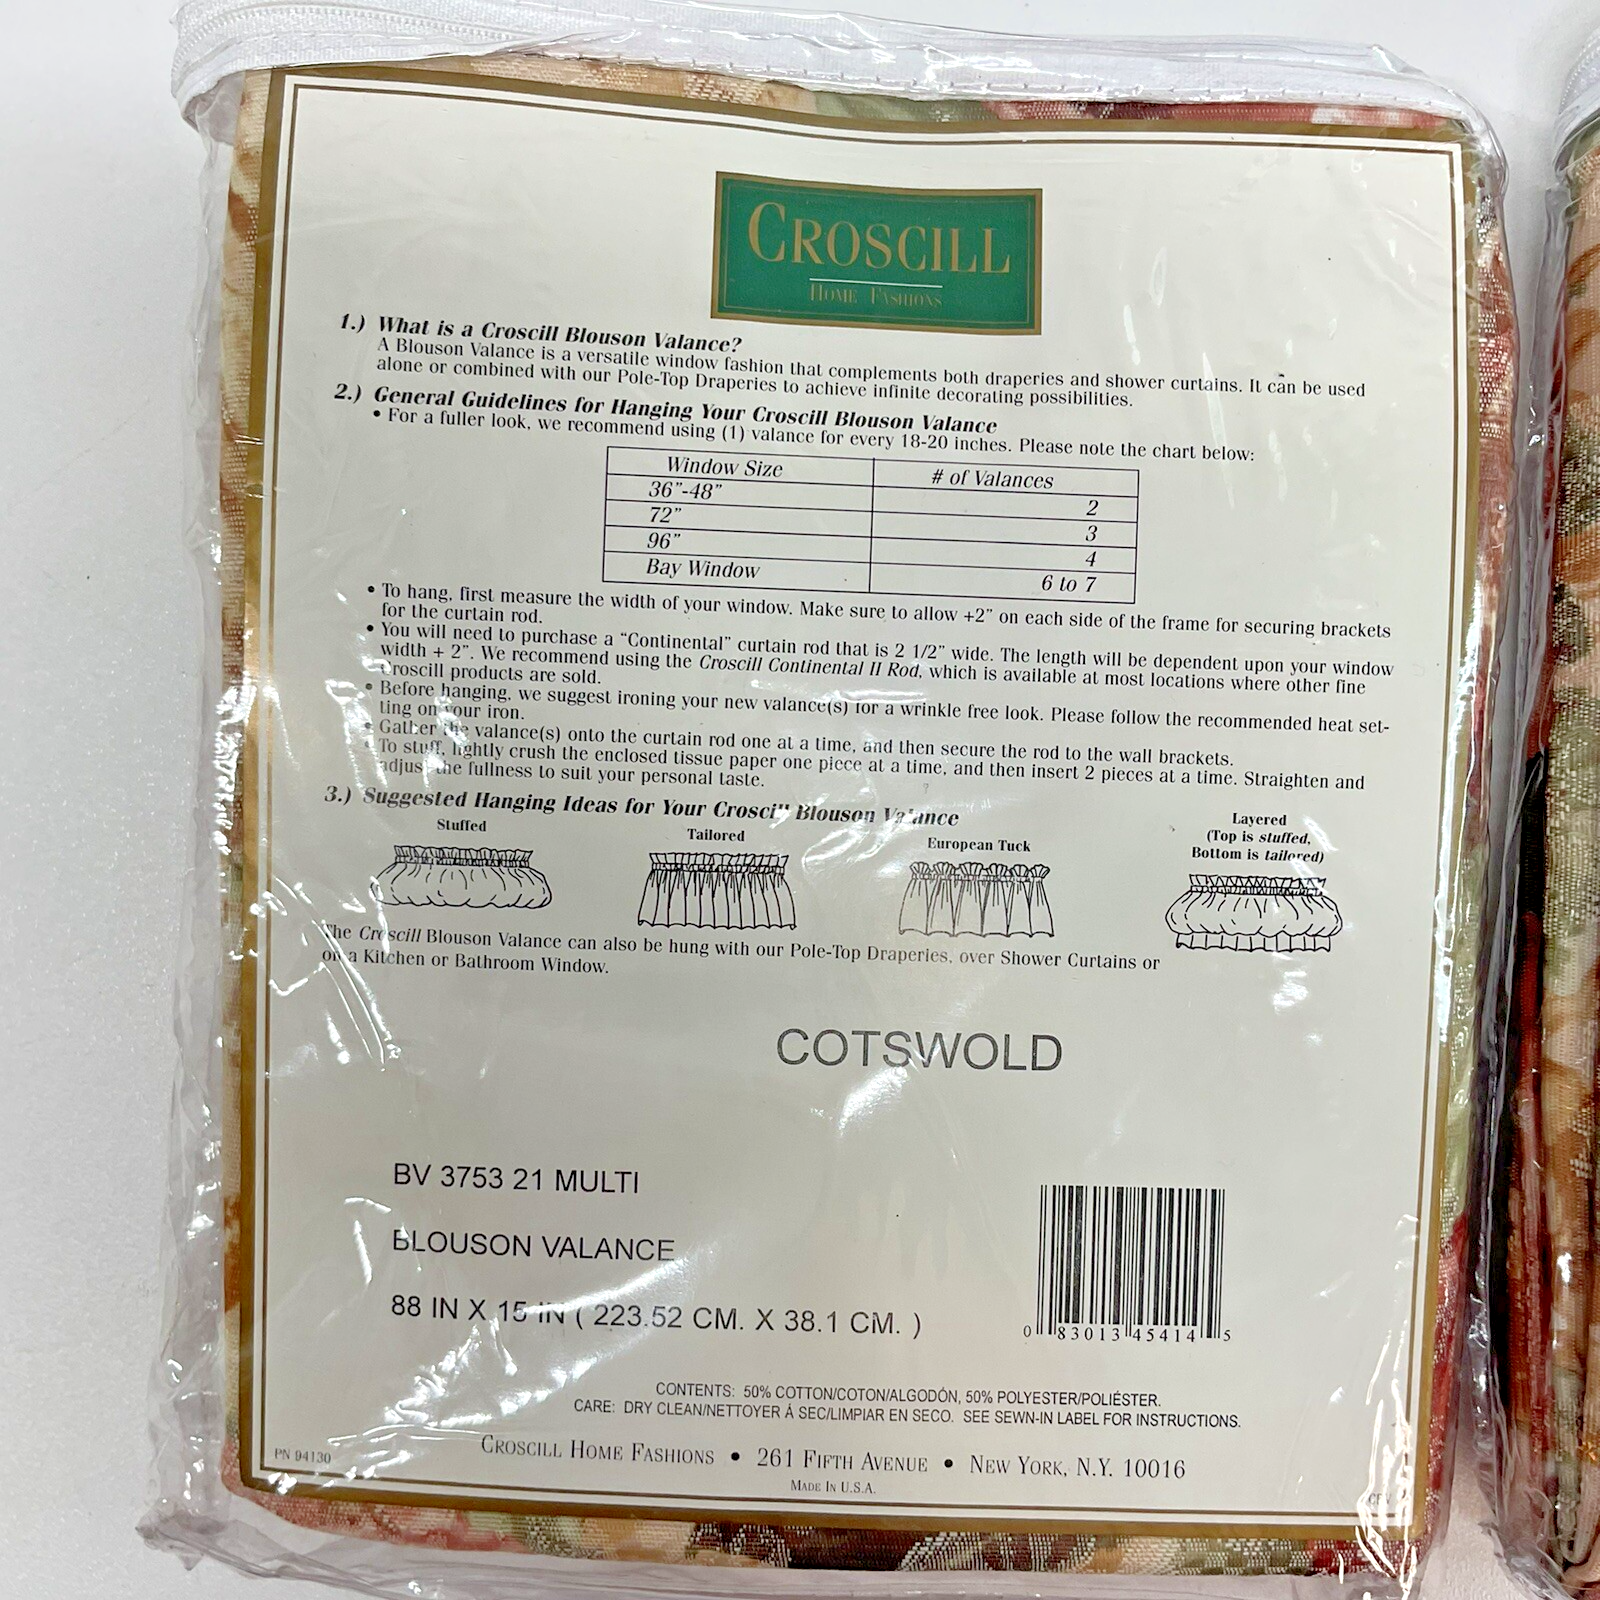 CROSCILL
HOME FASHIONS
1.) What is a Croscill Blouson Valance?
A Blouson Valance is a versatile window fashion that complements both draperies and shower curtains. It can be used
alone or combined with our Pole-Top Draperies to achieve infinite decorating possibilities.
2.) General Guidelines for Hanging Your Croscill Blouson Valance
• For a fuller look, we recommend using (1) valance for every 18-20 inches. Please note the chart below:
Window Size # of Valances
36"-48" 2
72" 3
96" 4
Bay Window 6 to 7
• To hang, first measure the width of your window. Make sure to allow +2" on each side of the frame for securing brackets
for the curtain rod.
• You will need to purchase a "Continental" curtain rod that is 2 1/2" wide. The length will be dependent upon your window
width + 2". We recommend using the Croscill Continental II Rod, which is available at most locations where other fine
Croscill products are sold.
• Before hanging, we suggest ironing your new valance(s) for a wrinkle free look. Please follow the recommended heat set-
ting on your iron.
• Gather the valance(s) onto the curtain rod one at a time, and then secure the rod to the wall brackets.
• To stuff, lightly crush the enclosed tissue paper one piece at a time, and then insert 2 pieces at a time. Straighten and
adjust the fullness to suit your personal taste.
3.) Suggested Hanging Ideas for Your Croscill Blouson Valance
Stuffed
Tailored
European Tuck
Layered
(Top is stuffed,
Bottom is tailored)
The Croscill Blouson Valance can also be hung with our Pole-Top Draperies, over Shower Curtains or
on a Kitchen or Bathroom Window.
COTSWOLD
BV 3753 21 MULTI
BLOUSON VALANCE
88 IN X 15 IN ( 223.52 CM. X 38.1 CM. )
0 83013 45414 5
CONTENTS: 50% COTTON/COTON/ALGODÓN, 50% POLYESTER/POLIÉSTER.
CARE: DRY CLEAN/NETTOYER Á SEC/LIMPIAR EN SECO. SEE SEWN-IN LABEL FOR INSTRUCTIONS.
CROSCILL HOME FASHIONS • 261 FIFTH AVENUE • NEW YORK, N.Y. 10016
MADE IN U.S.A.
PN 94130